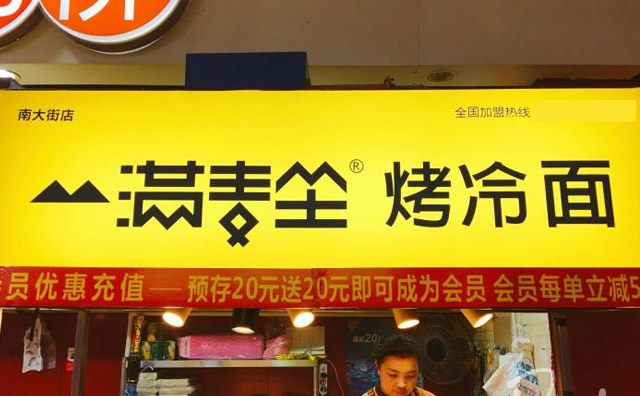 南大街店
全国加盟热线
满麦垒® 烤冷面
会员优惠充值——预存20元送20元即可成为会员 会员每单立减5